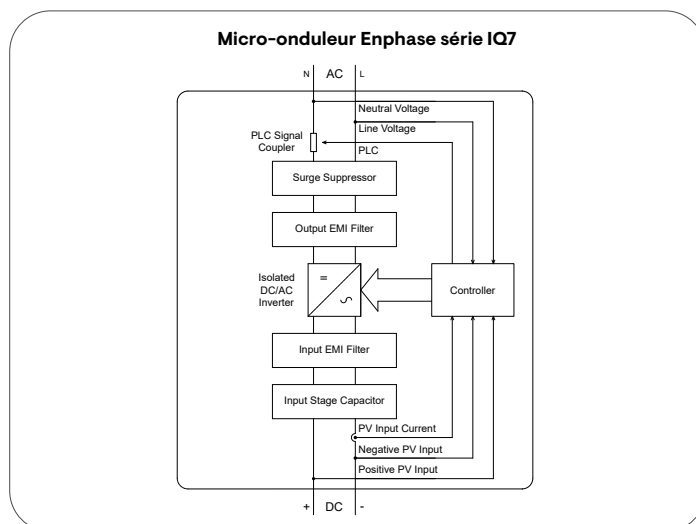 Micro-onduleur Enphase série IQ7
N AC L
Neutral Voltage
Line Voltage
PLC Signal
Coupler
PLC
Surge Suppressor
Output EMI Filter
Isolated
DC/AC
Inverter
=
Controller
Input EMI Filter
Input Stage Capacitor
PV Input Current
Negative PV Input
Positive PV Input
+ DC -